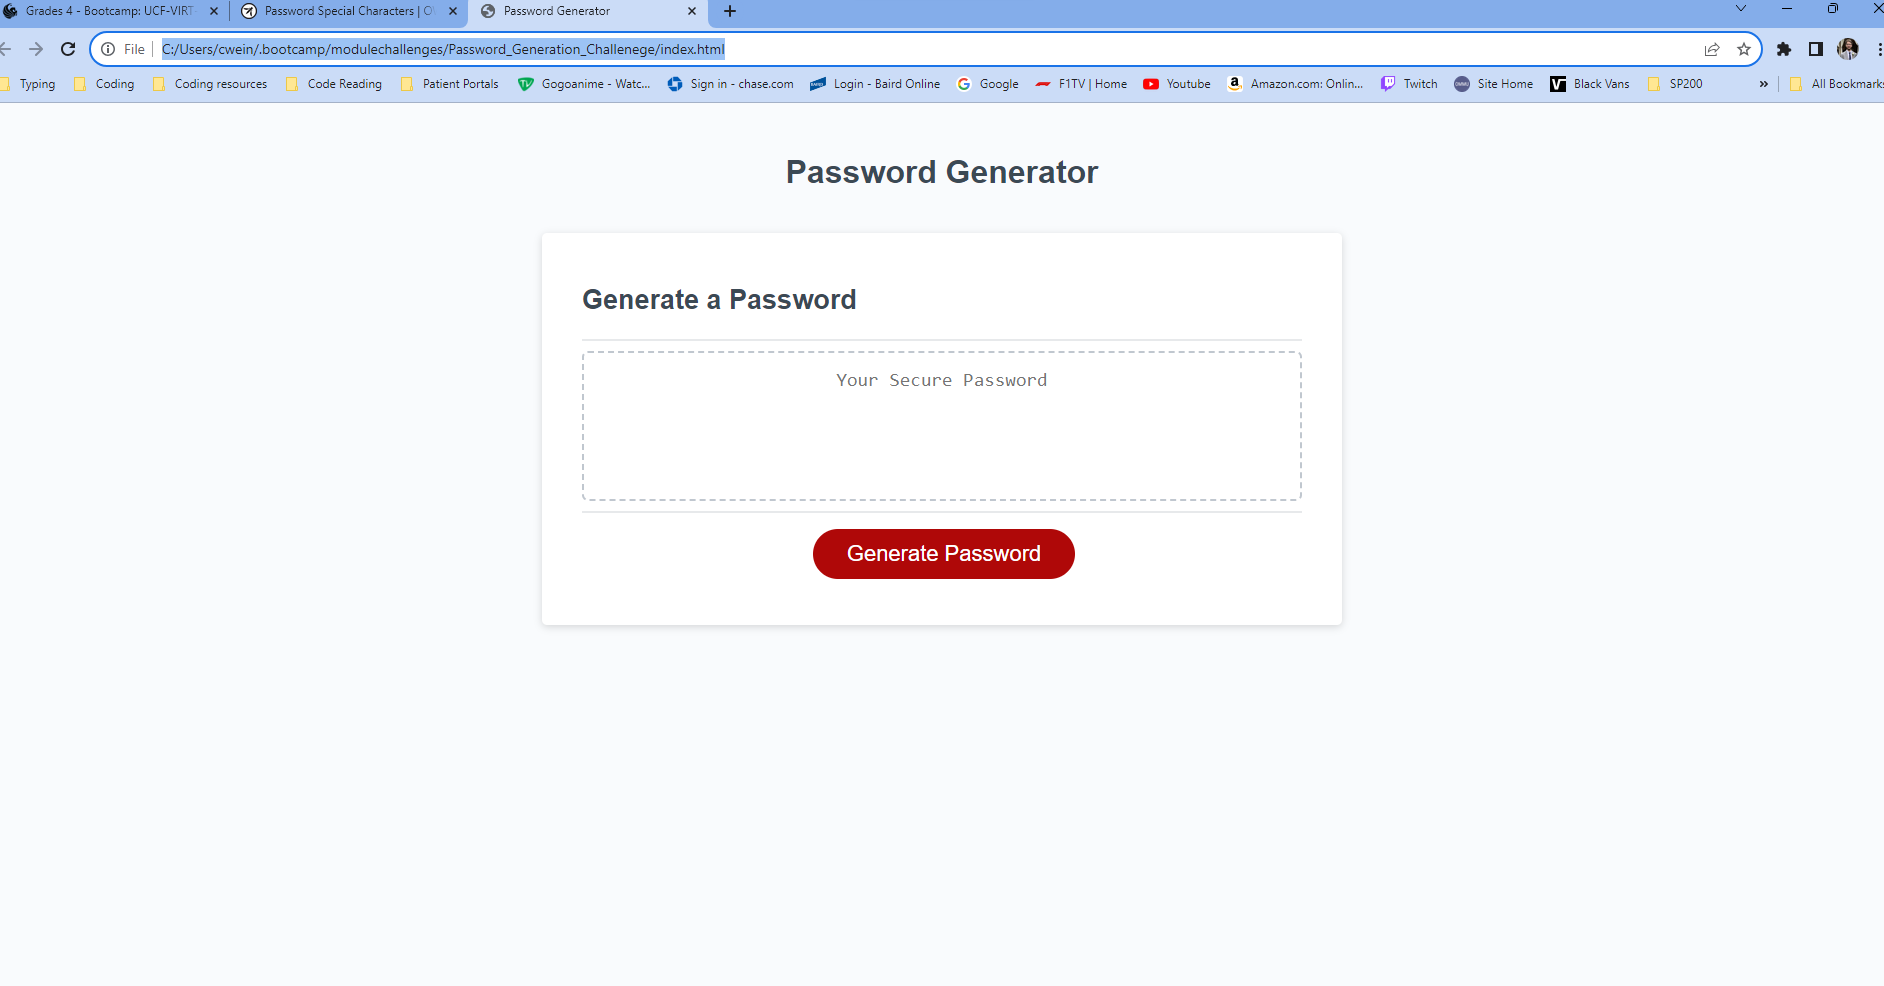 Grades 4 - Bootcamp: UCF-VIRT-
Password Special Characters | O
Password Generator
File
C:/Users/cwein/.bootcamp/modulechallenges/Password_Generation_Challenege/index.html
Typing
Coding
Coding resources
Code Reading
Patient Portals
Gogoanime - Watc...
Sign in - chase.com
Login - Baird Online
Google
F1TV | Home
Youtube
Amazon.com: Onlin...
Twitch
Site Home
Black Vans
SP200
»
All Bookmarks
Password Generator
Generate a Password
Your Secure Password
Generate Password